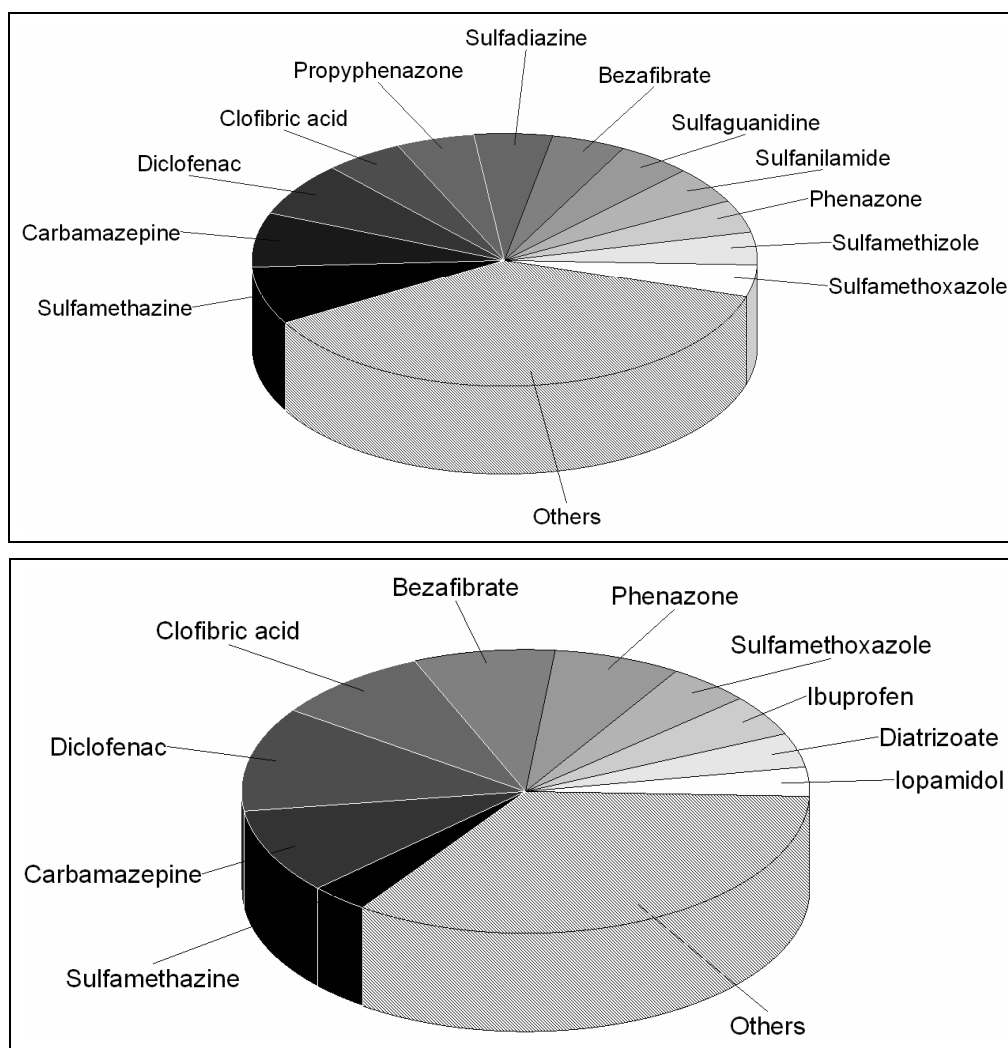 Sulfadiazine
Propyphenazone
Bezafibrate
Clofibric acid
Sulfaguanidine
Diclofenac
Sulfanilamide
Phenazone
Carbamazepine
Sulfamethizole
Sulfamethazine
Sulfamethoxazole
Others
Bezafibrate
Phenazone
Clofibric acid
Sulfamethoxazole
Ibuprofen
Diclofenac
Diatrizoate
Iopamidol
Carbamazepine
Sulfamethazine
Others